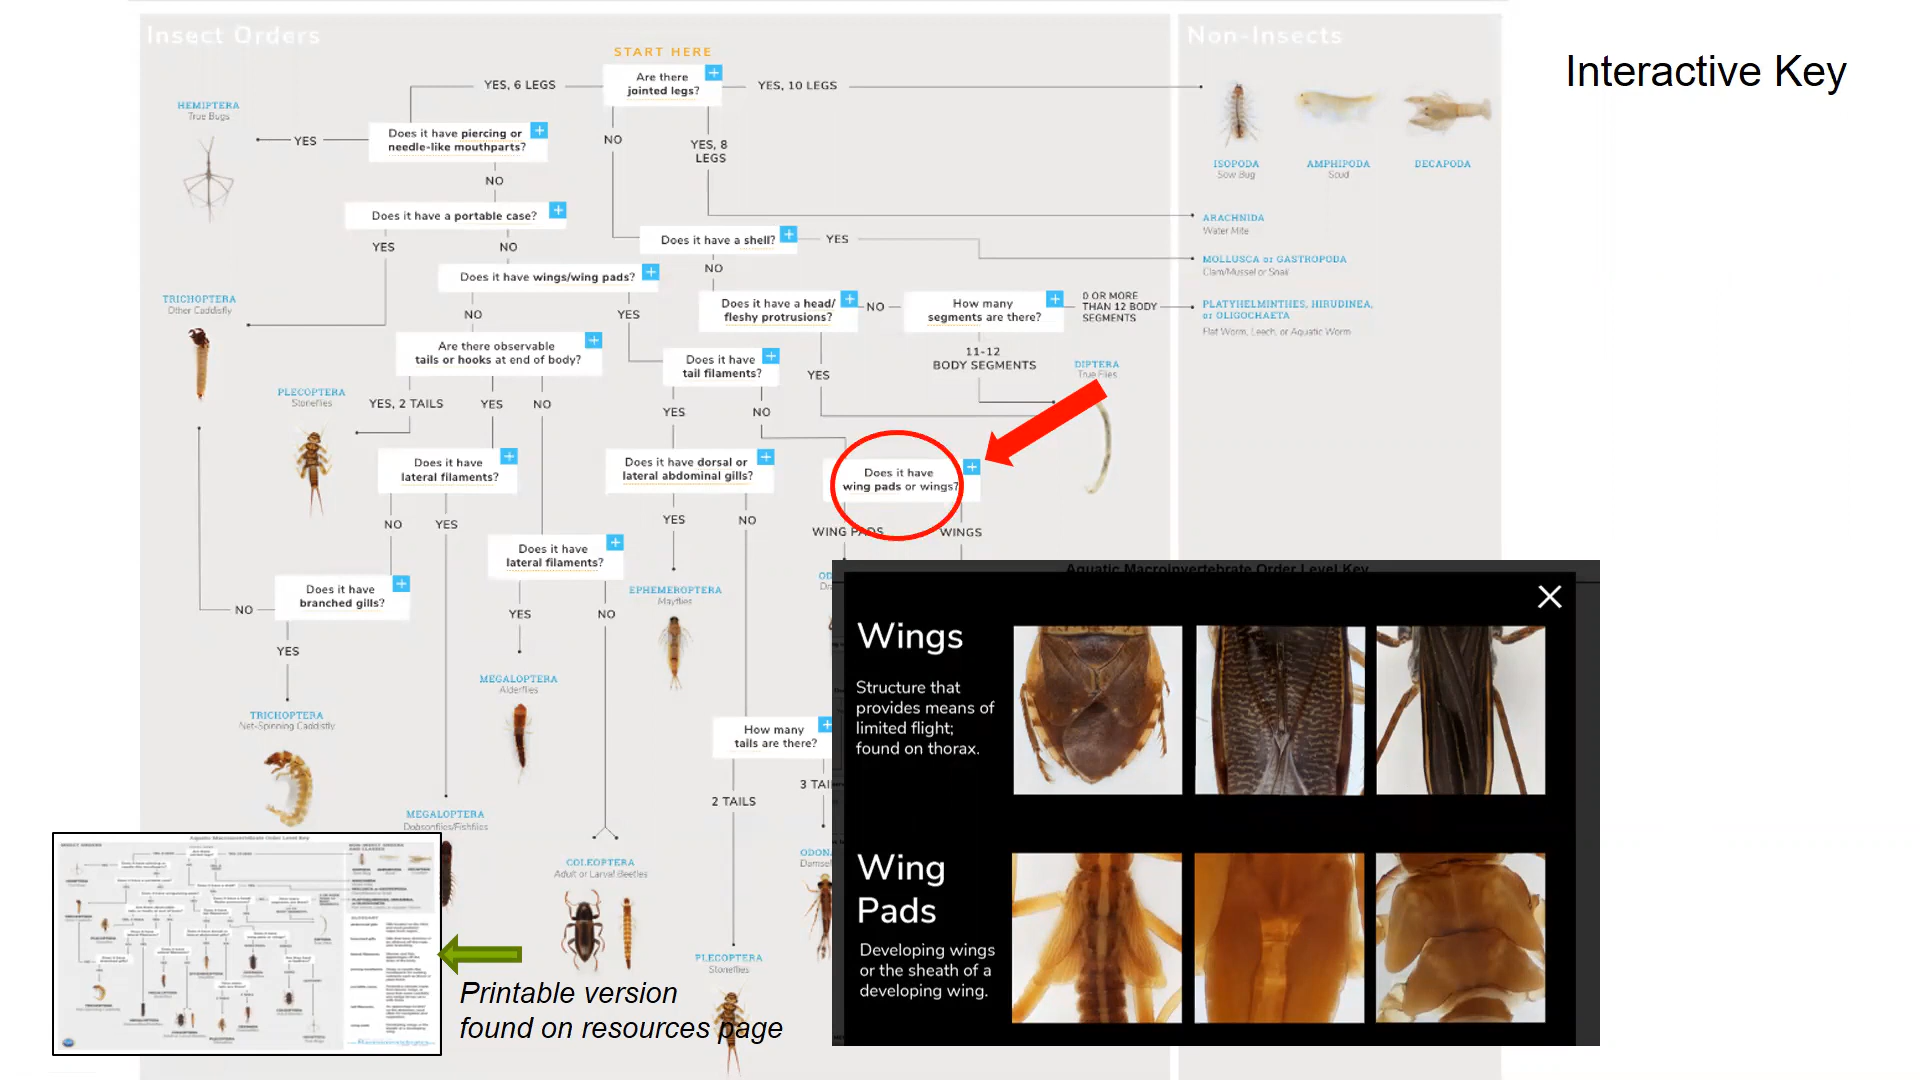 Interactive Key
Insect Orders
Non-Insects
START HERE
Are there
jointed legs?
YES, 6 LEGS
YES, 10 LEGS
NO
YES, 8
LEGS
HEMIPTERA
True Bugs
YES
Does it have piercing or
needle-like mouthparts?
NO
Does it have a portable case?
YES
NO
Does it have wings/wing pads?
NO
YES
TRICHOPTERA
Other Caddisfly
Are there observable
tails or hooks at end of body?
YES, 2 TAILS
YES
NO
PLECOPTERA
Stoneflies
Does it have
lateral filaments?
NO
YES
Does it have
branched gills?
NO
YES
TRICHOPTERA
Net-Spinning Caddisfly
MEGALOPTERA
Dobsonflies/Fishflies
Does it have
lateral filaments?
YES
NO
MEGALOPTERA
Alderflies
COLEOPTERA
Adult or Larval Beetles
Does it have
tail filaments?
YES
NO
Does it have dorsal or
lateral abdominal gills?
YES
NO
EPHEMEROPTERA
Mayflies
How many
tails are there?
2 TAILS
3 TAI
PLECOPTERA
Stoneflies
ODON
Damsel
Does it have
wing pads or wings?
WING PADS
WINGS
OD
Does it have a shell?
YES
NO
Does it have a head/
fleshy protrusions?
NO
YES
How many
segments are there?
0 OR MORE
THAN 12 BODY
SEGMENTS
11-12
BODY SEGMENTS
DIPTERA
True Flies
ISOPODA
Sow Bug
AMPHIPODA
Scud
DECAPODA
ARACHNIDA
Water Mite
MOLLUSCA or GASTROPODA
Clam/Mussel or Snail
PLATYHELMINTHES, HIRUDINEA,
or OLIGOCHAETA
Flat Worm, Leech, or Aquatic Worm
Aquatic Macroinvertebrate Order Level Key
Wings
Structure that
provides means of
limited flight;
found on thorax.
Wing
Pads
Developing wings
or the sheath of a
developing wing.
Aquatic Macroinvertebrate Order Level Key
Printable version
found on resources page